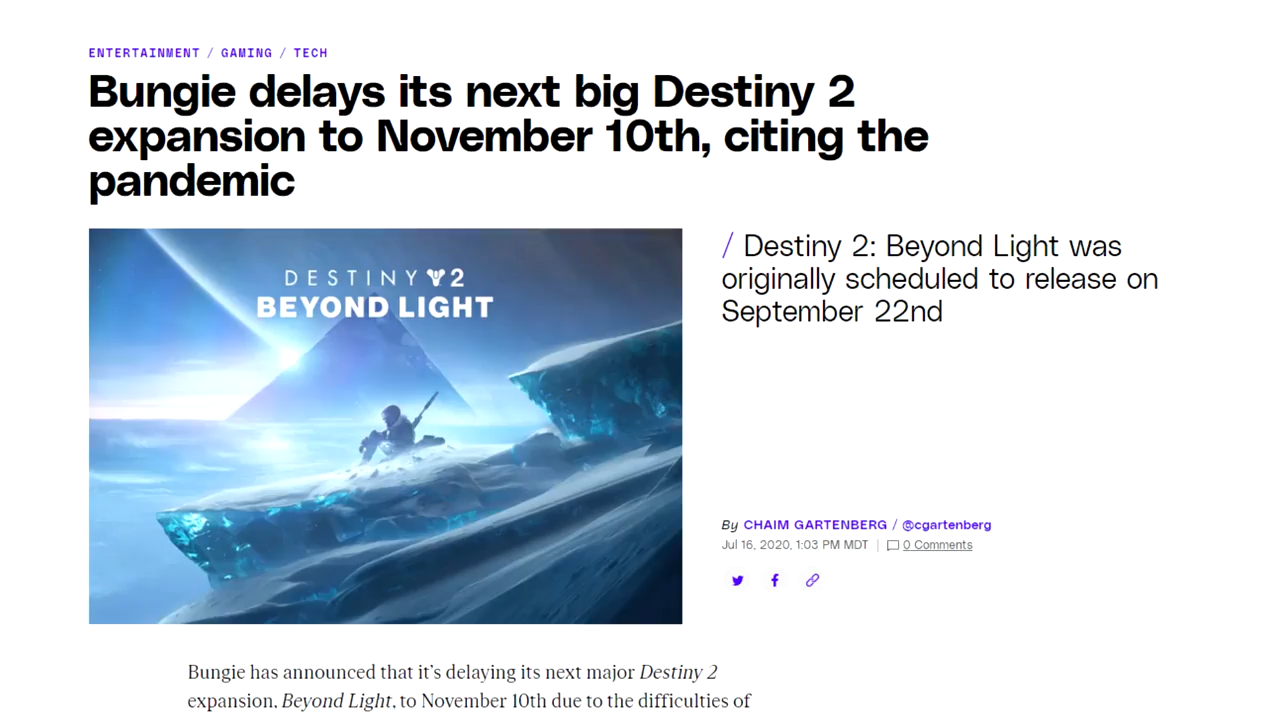 ENTERTAINMENT / GAMING / TECH
Bungie delays its next big Destiny 2
expansion to November 10th, citing the
pandemic
DESTINY 2
BEYOND LIGHT
/ Destiny 2: Beyond Light was
originally scheduled to release on
September 22nd
By CHAIM GARTENBERG / @cgartenberg
Jul 16, 2020, 1:03 PM MDT | 0 Comments
Bungie has announced that it’s delaying its next major Destiny 2
expansion, Beyond Light, to November 10th due to the difficulties of